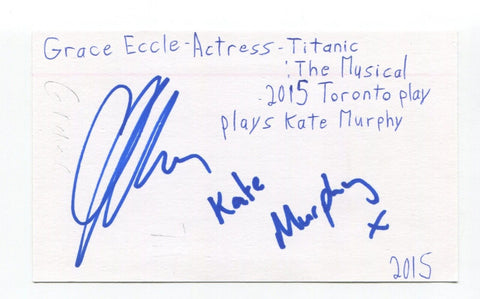 Grace Eccle-Actress-Titanic
: The Musical
2015 Toronto play
plays Kate Murphy
Kate
Murphy
x
2015